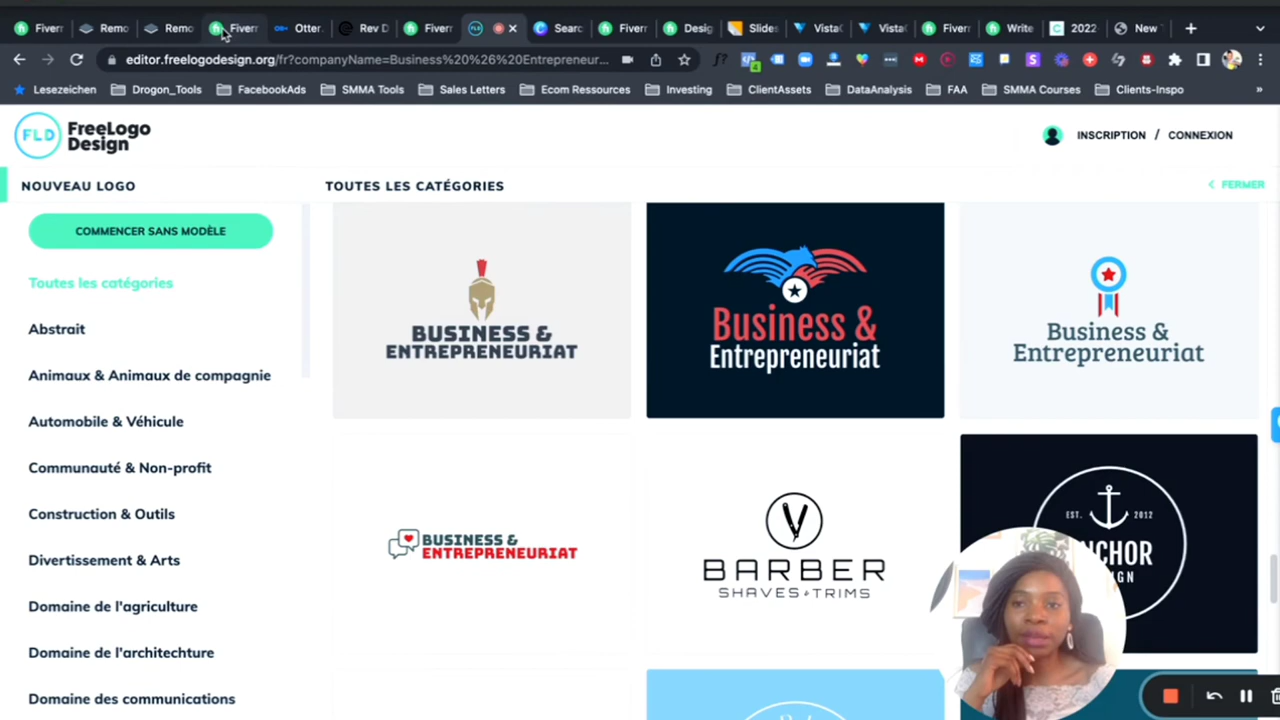 Fiverr
Remo
Remo
Fiverr
Otter.
Rev D
Fiverr
FLD
Sear
Fiverr
Desig
Slides
VistaC
VistaC
Fiverr
Write
2022
New
editor.freelogodesign.org/fr?companyName=Business%20%26%20Entrepreneur...
Lesezeichen Drogon_Tools FacebookAds SMMA Tools Sales Letters Ecom Ressources Investing ClientAssets DataAnalysis FAA SMMA Courses Clients-Inspo »
FLD
FreeLogo
Design
INSCRIPTION / CONNEXION
NOUVEAU LOGO
TOUTES LES CATÉGORIES
< FERMER
COMMENCER SANS MODÈLE
Toutes les catégories
Abstrait
Animaux & Animaux de compagnie
Automobile & Véhicule
Communauté & Non-profit
Construction & Outils
Divertissement & Arts
Domaine de l'agriculture
Domaine de l'architechture
Domaine des communications
BUSINESS &
ENTREPRENEURIAT
Business &
Entrepreneuriat
Business &
Entrepreneuriat
BUSINESS &
ENTREPRENEURIAT
BARBER
SHAVES & TRIMS
EST. 2012